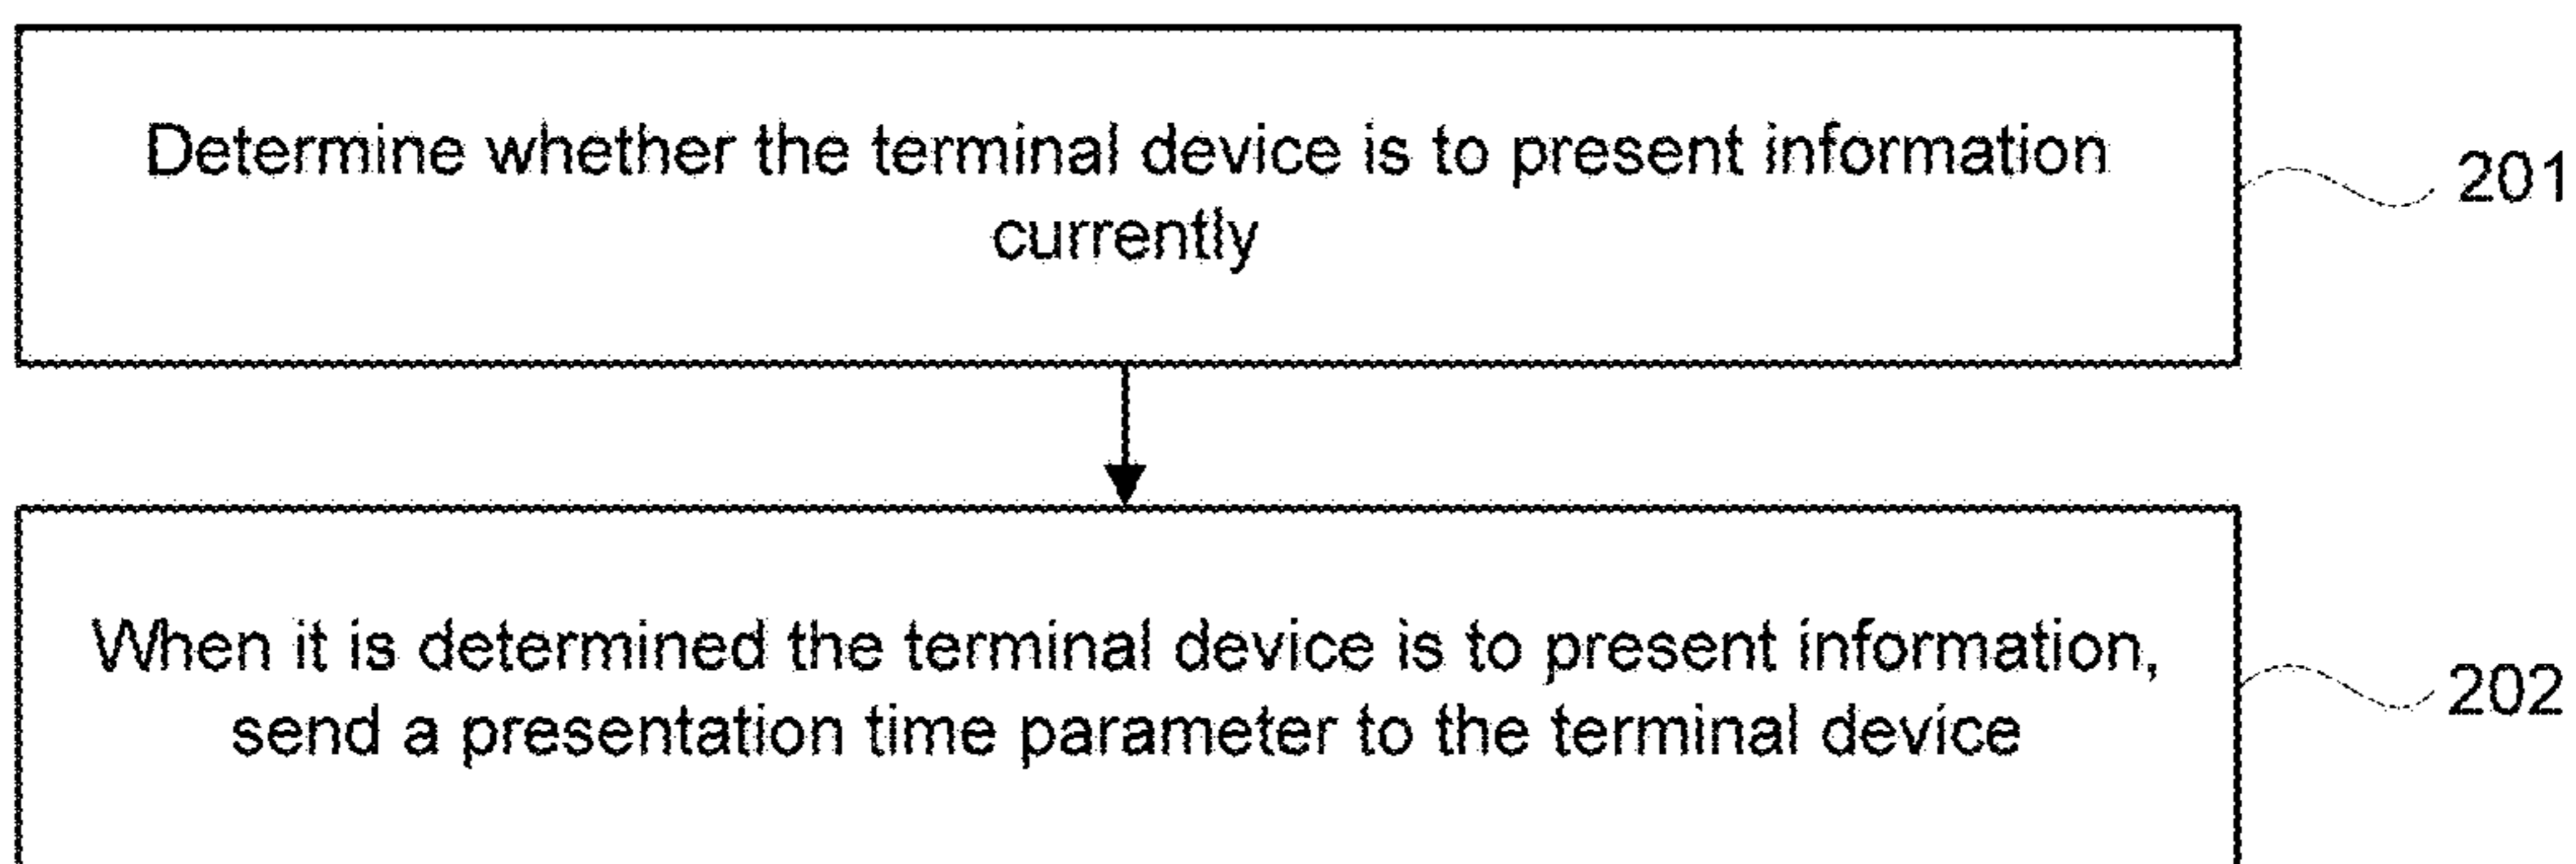 Determine whether the terminal device is to present information
currently
201
When it is determined the terminal device is to present information,
send a presentation time parameter to the terminal device
202